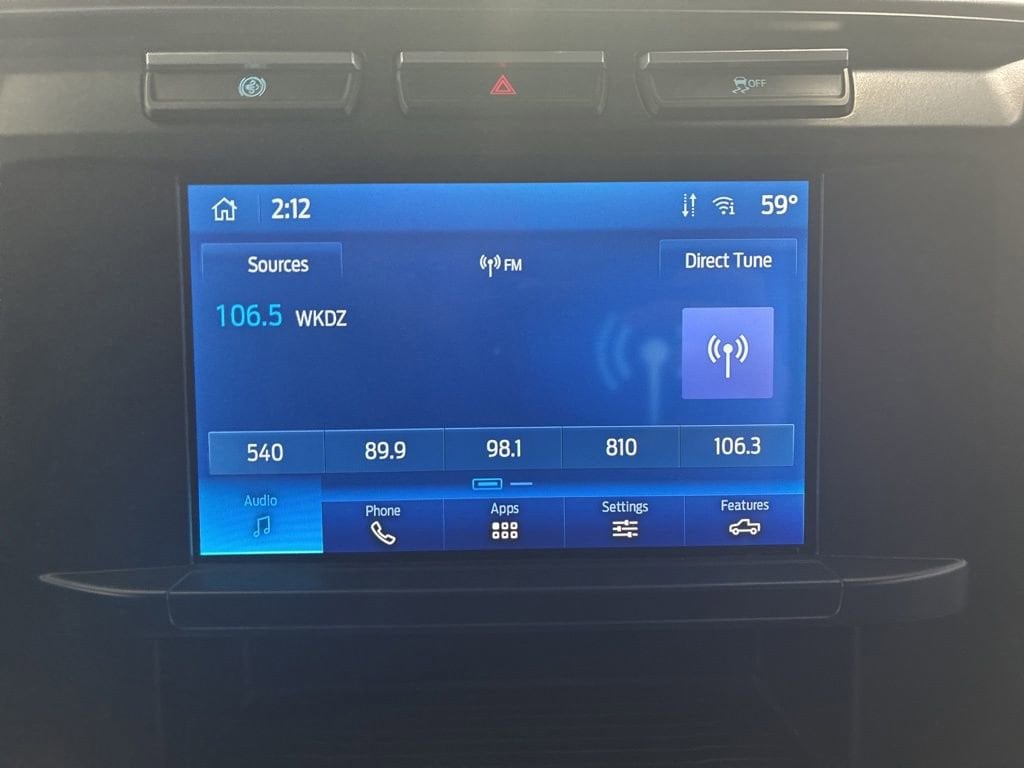 OFF
2:12
59°
Sources
FM
Direct Tune
106.5 WKDZ
540
89.9
98.1
810
106.3
Audio
Phone
Apps
Settings
Features